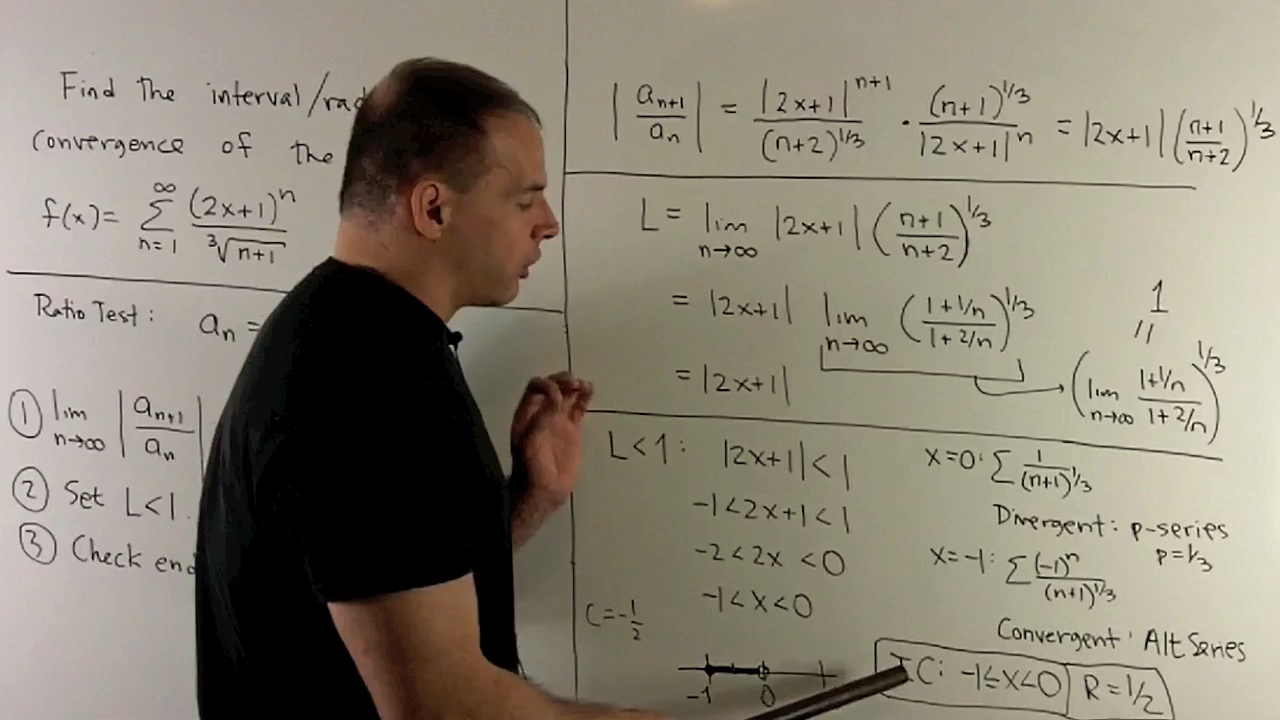 Find the interval/rad
convergence of the
f(x)= ∞∑n=1 (2x+1)^n / ³√(n+1)
Ratio Test: a_n =
① lim n→∞ |a_{n+1}/a_n|
② Set L<1.
③ Check end
|a_{n+1}/a_n| = |2x+1|^{n+1}/(n+2)^{1/3} · (n+1)^{1/3}/|2x+1|^n = |2x+1| ((n+1)/(n+2))^{1/3}
L = lim n→∞ |2x+1| ((n+1)/(n+2))^{1/3}
= |2x+1| lim n→∞ ((1+1/n)/(1+2/n))^{1/3}
= |2x+1|
1
=
(lim n→∞ (1+1/n)/(1+2/n))^{1/3}
L<1: |2x+1|<1
-1<2x+1<1
-2<2x<0
-1<x<0
C=-1/2
-1 0
x=0: ∑ 1/(n+1)^{1/3}
Divergent: p-series
p=1/3
x=-1: ∑ (-1)^n/(n+1)^{1/3}
Convergent: Alt Series
I.C: -1≤x<0 R=1/2